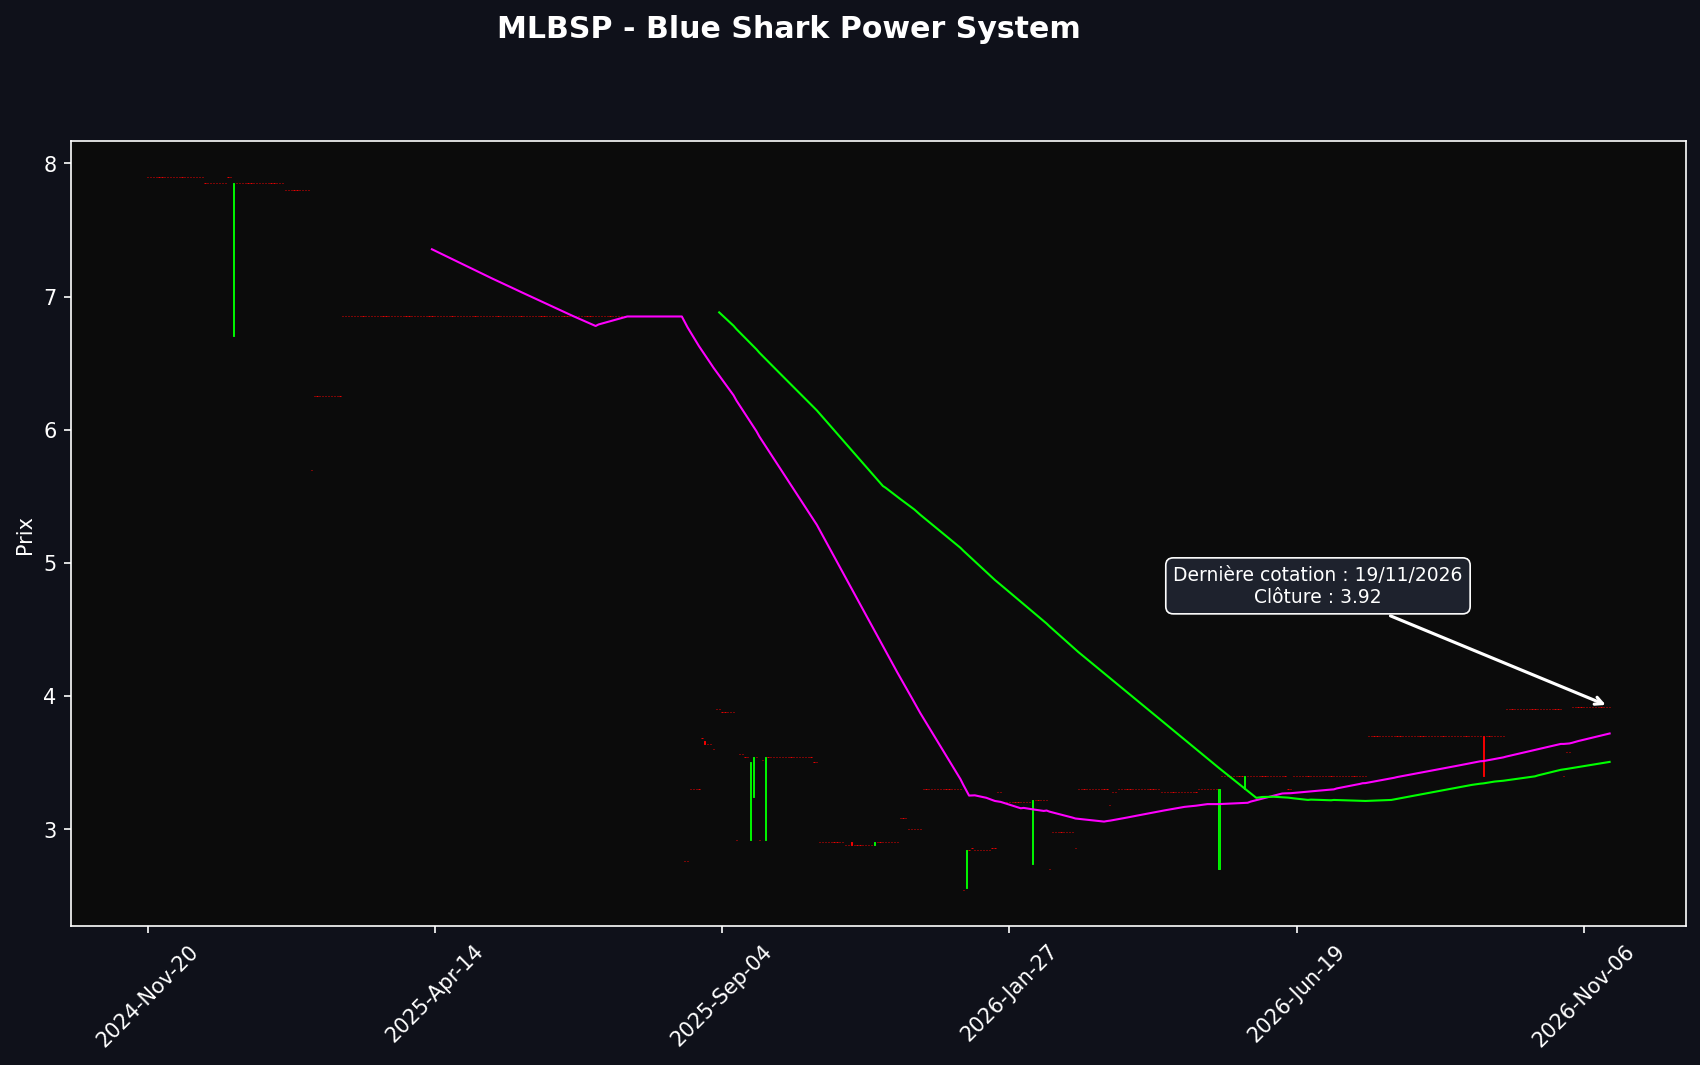 MLBSP - Blue Shark Power System
8
7
6
5
4
3
Prix
Dernière cotation : 19/11/2026
Clôture : 3.92
2024-Nov-20
2025-Apr-14
2025-Sep-04
2026-Jan-27
2026-Jun-19
2026-Nov-06